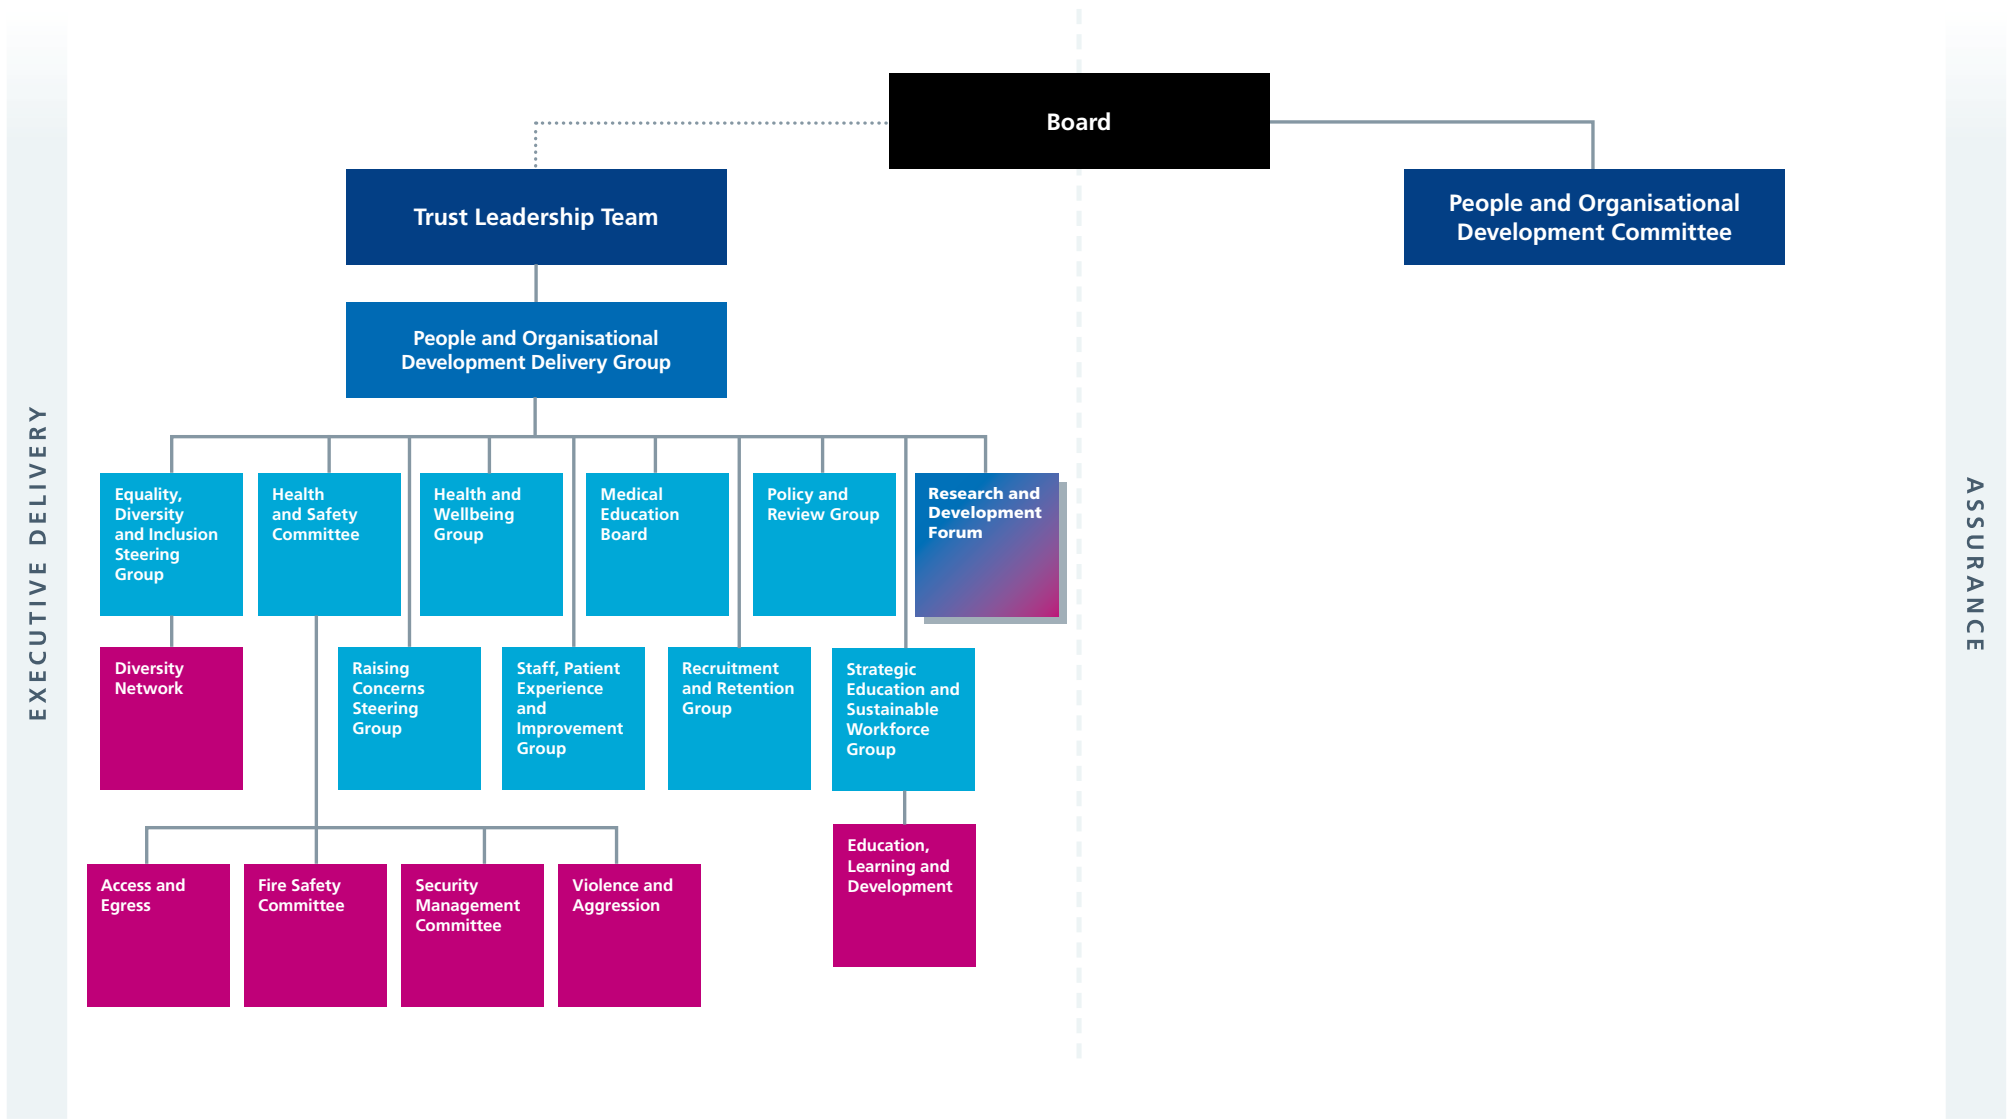 Board
Trust Leadership Team
People and Organisational
Development Committee
People and Organisational
Development Delivery Group
EXECUTIVE DELIVERY
ASSURANCE
Equality,
Diversity
and Inclusion
Steering
Group
Health
and Safety
Committee
Health and
Wellbeing
Group
Medical
Education
Board
Policy and
Review Group
Research and
Development
Forum
Diversity
Network
Raising
Concerns
Steering
Group
Staff, Patient
Experience
and
Improvement
Group
Recruitment
and Retention
Group
Strategic
Education and
Sustainable
Workforce
Group
Education,
Learning and
Development
Access and
Egress
Fire Safety
Committee
Security
Management
Committee
Violence and
Aggression